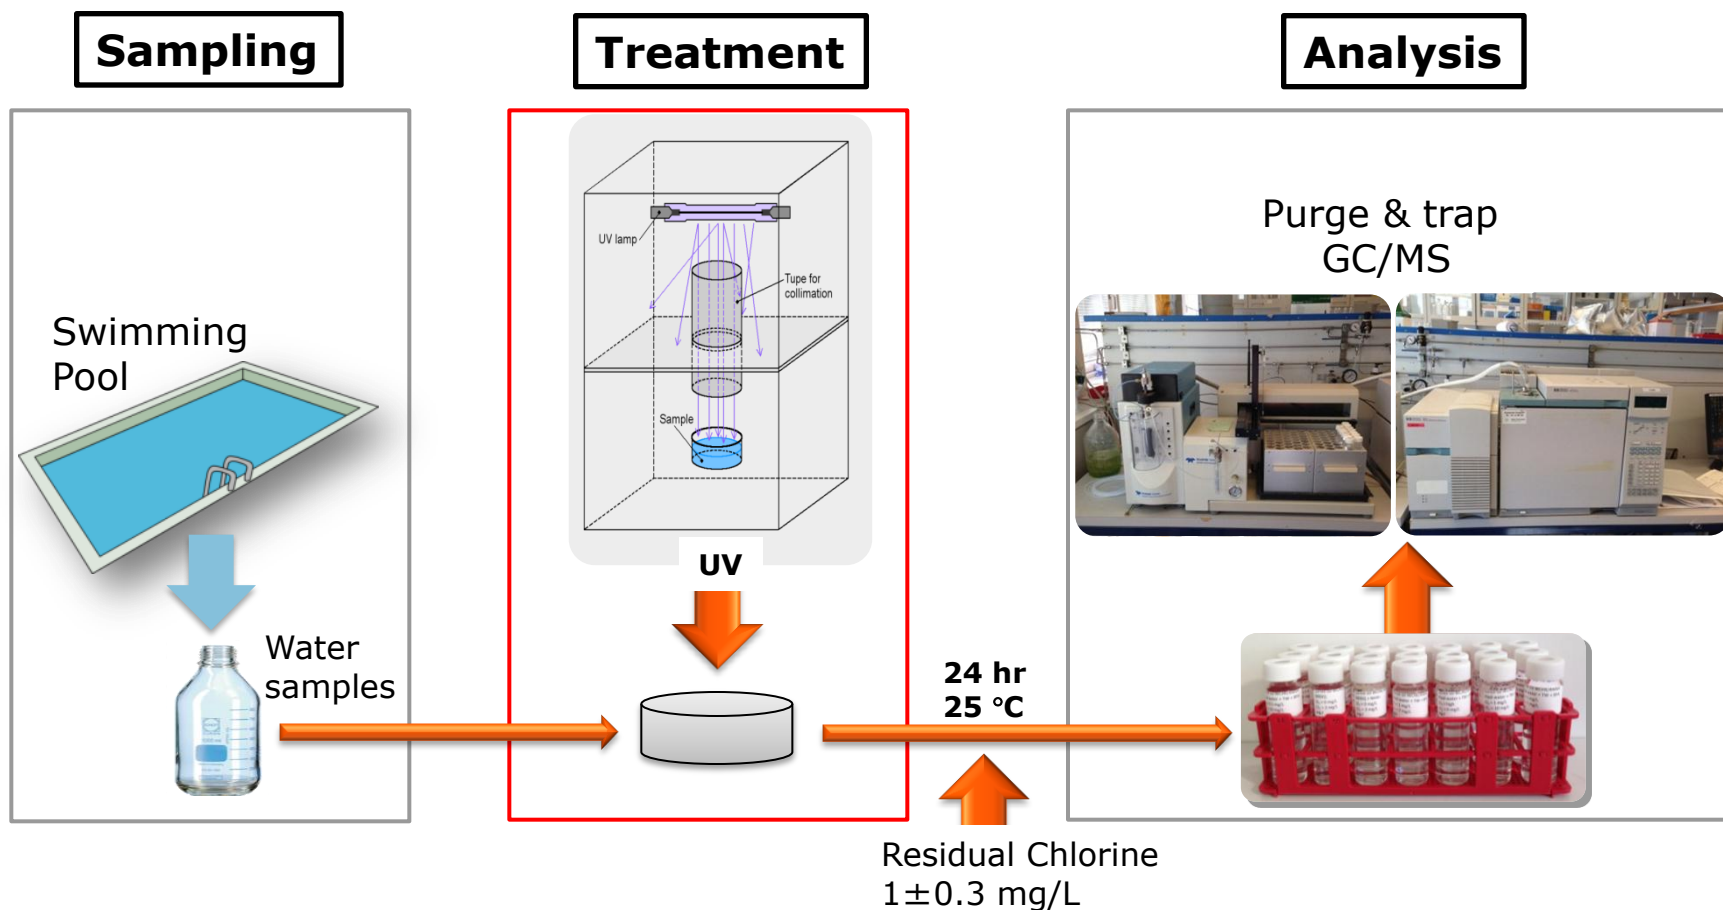 Sampling
Treatment
Analysis
Swimming
Pool
Water
samples
UV lamp
Tupe for
collimation
Sample
UV
24 hr
25 °C
Residual Chlorine
1±0.3 mg/L
Purge & trap
GC/MS